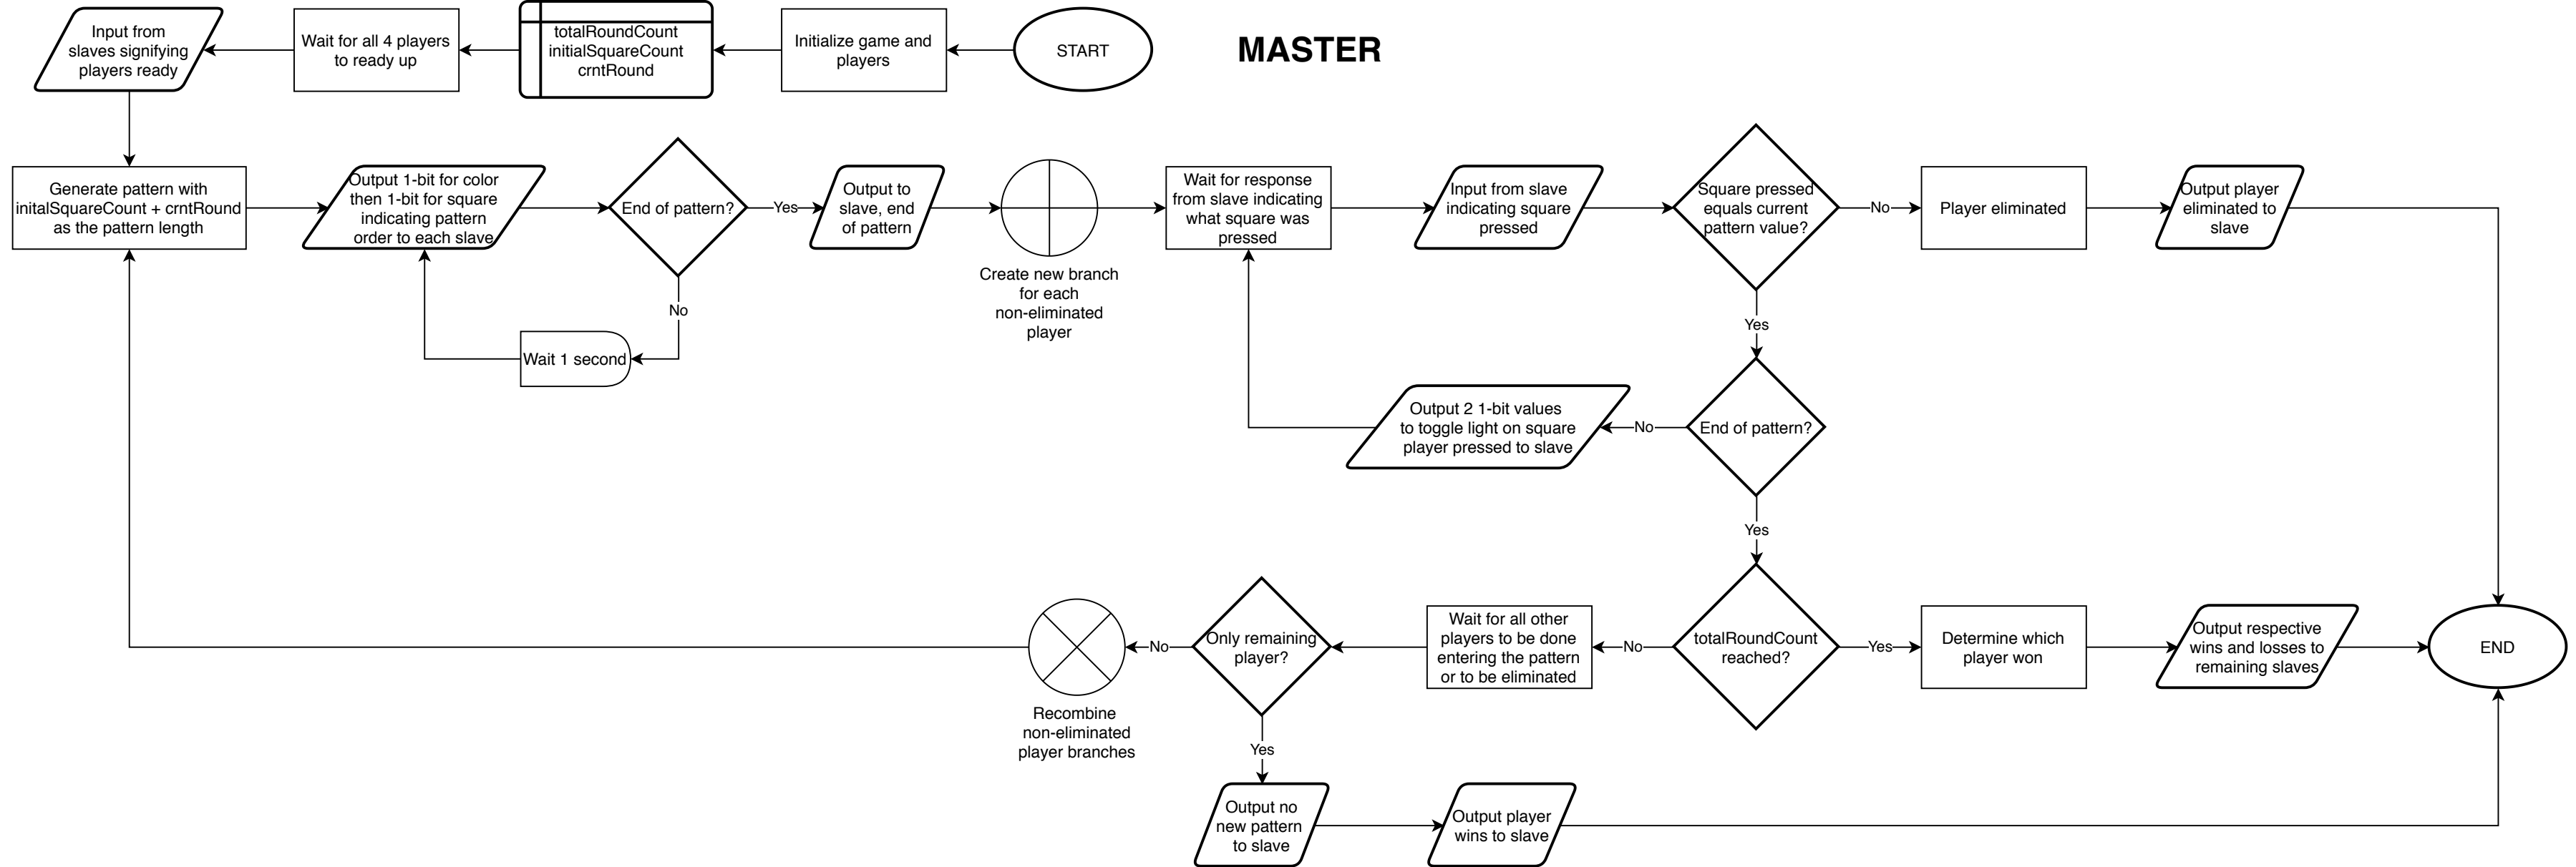 MASTER
START
Initialize game and
players
totalRoundCount
initialSquareCount
crntRound
Wait for all 4 players
to ready up
Input from
slaves signifying
players ready
Generate pattern with
initalSquareCount + crntRound
as the pattern length
Output 1-bit for color
then 1-bit for square
indicating pattern
order to each slave
End of pattern?
Yes
No
Wait 1 second
Output to
slave, end
of pattern
Create new branch
for each
non-eliminated
player
Wait for response
from slave indicating
what square was
pressed
Input from slave
indicating square
pressed
Square pressed
equals current
pattern value?
No
Player eliminated
Output player
eliminated to
slave
Yes
End of pattern?
No
Output 2 1-bit values
to toggle light on square
player pressed to slave
Yes
totalRoundCount
reached?
Yes
Determine which
player won
Output respective
wins and losses to
remaining slaves
END
No
Wait for all other
players to be done
entering the pattern
or to be eliminated
Only remaining
player?
No
Recombine
non-eliminated
player branches
Yes
Output no
new pattern
to slave
Output player
wins to slave